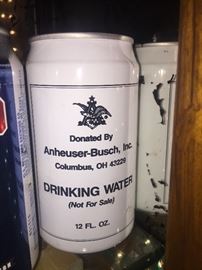 Donated By
Anheuser-Busch, Inc.
Columbus, OH 43229
DRINKING WATER
(Not For Sale)
12 FL. OZ.